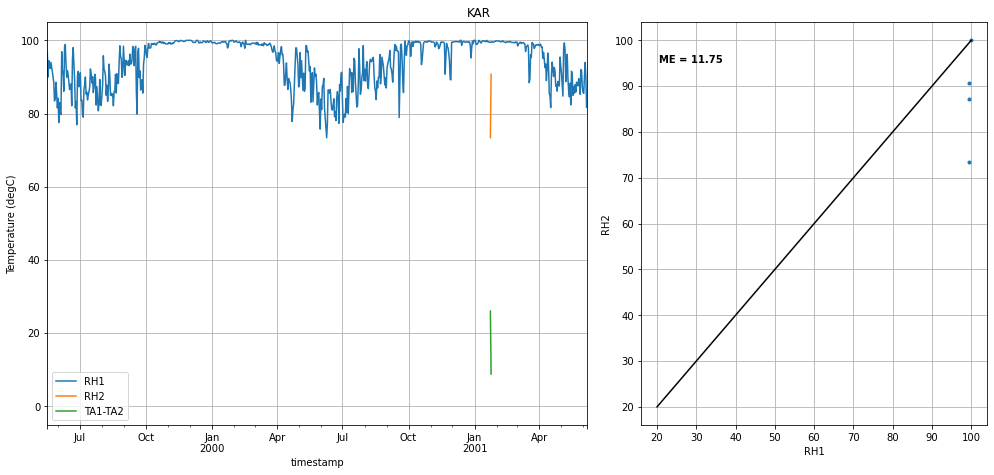 KAR
Temperature (degC)
100
80
60
40
20
0
RH1
RH2
TA1-TA2
Jul
Oct
Jan
2000
Apr
Jul
Oct
Jan
2001
Apr
timestamp
ME = 11.75
RH2
100
90
80
70
60
50
40
30
20
20 30 40 50 60 70 80 90 100
RH1